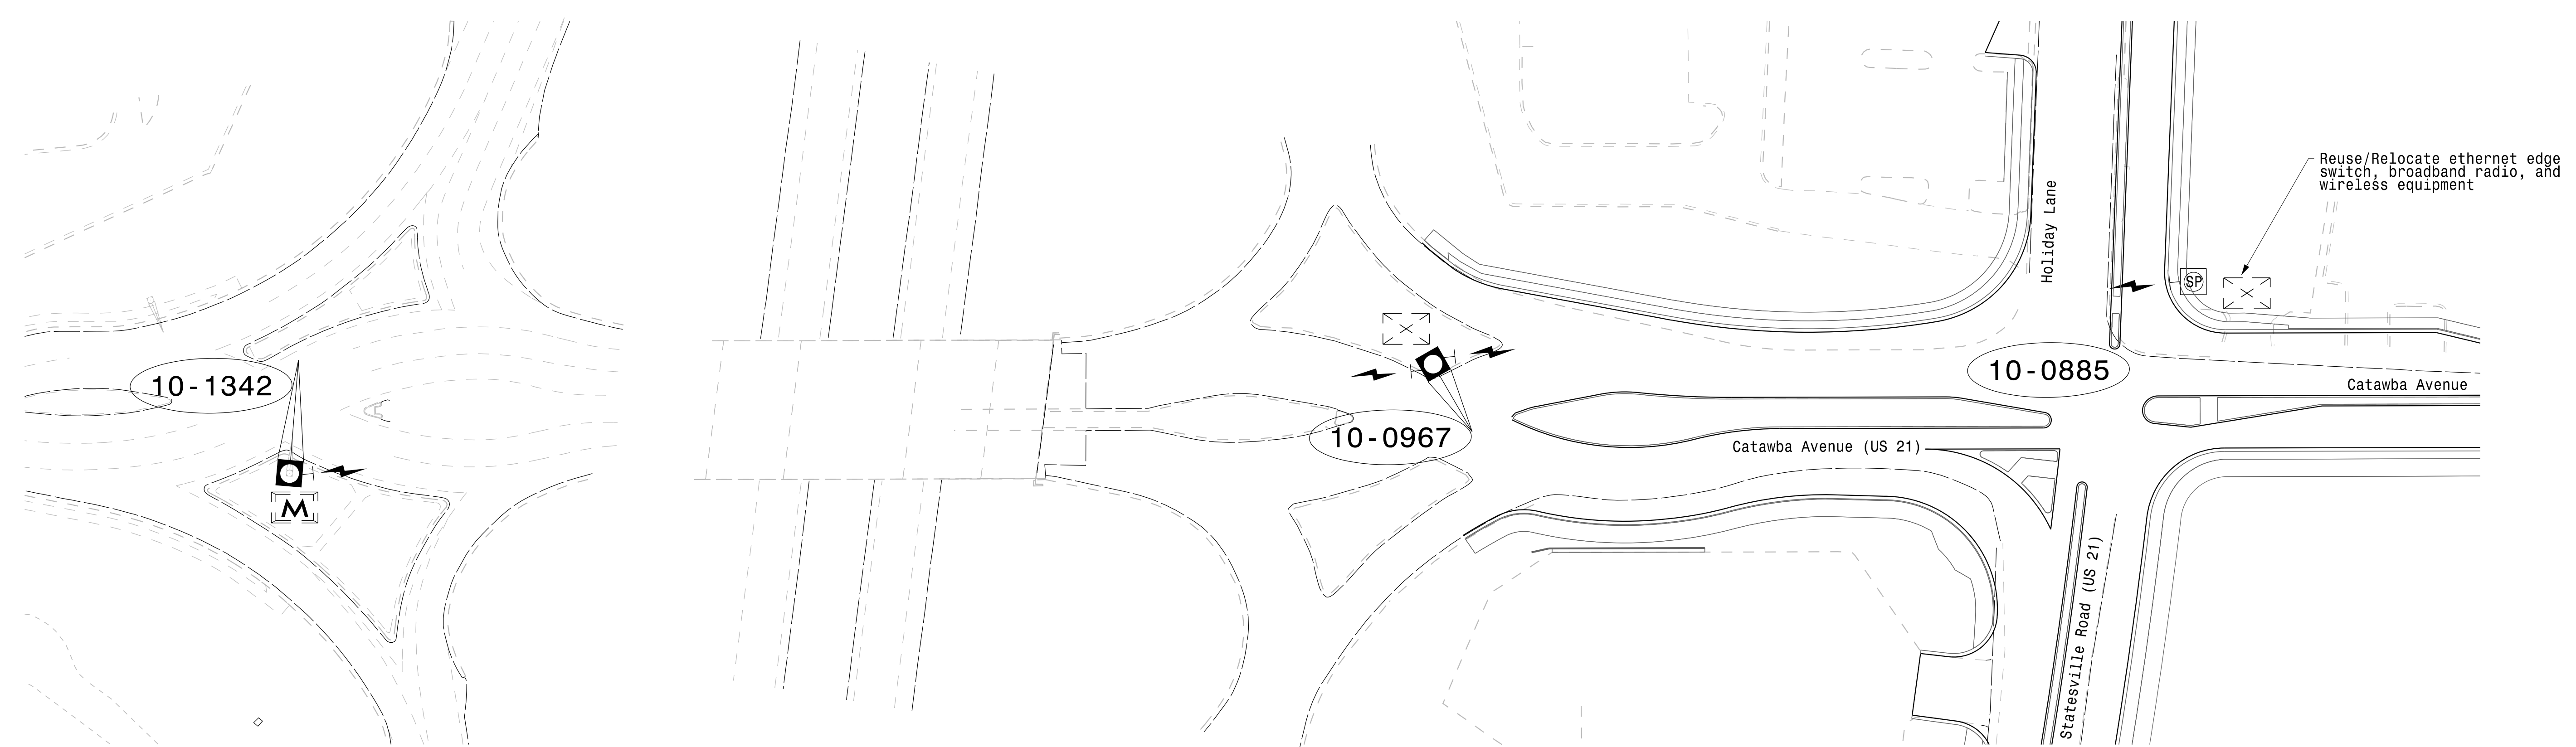 Reuse/Relocate ethernet edge
switch, broadband radio, and
wireless equipment
Holiday Lane
SP
10-1342
10-0885
Catawba Avenue
10-0967
Catawba Avenue (US 21)
M
Statesville Road (US 21)